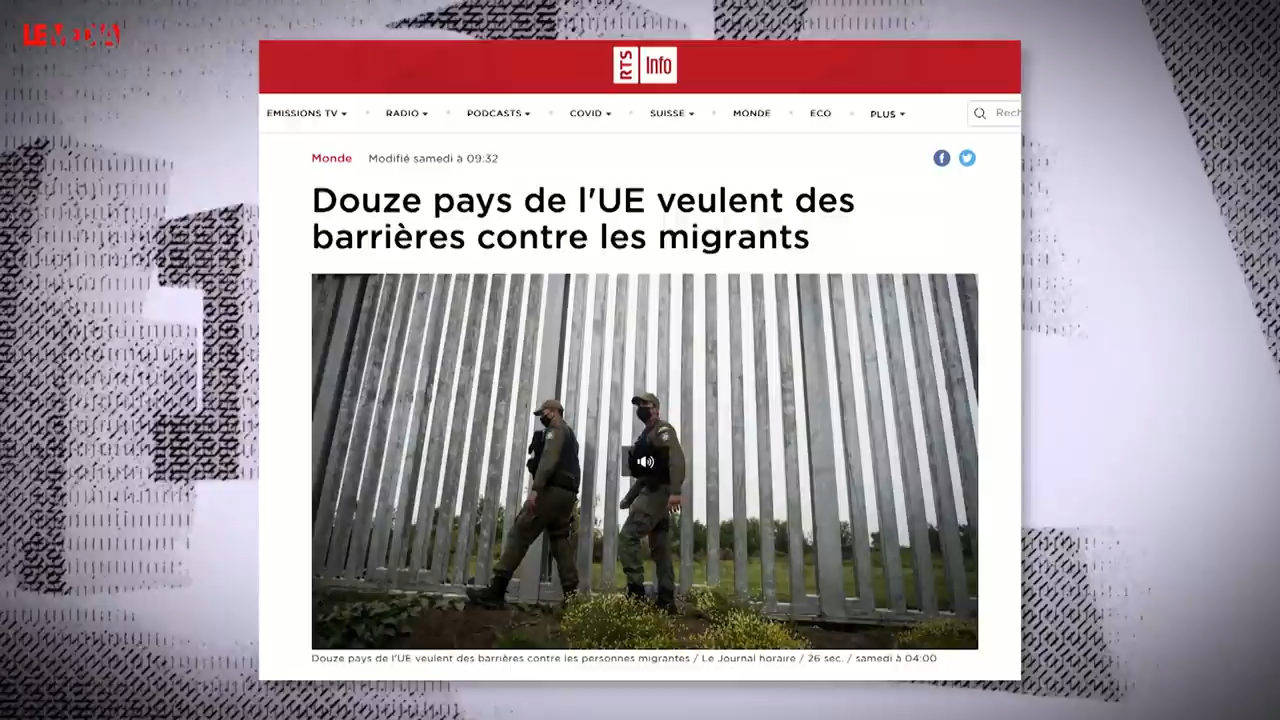 LE
RTS Info
EMISSIONS TV RADIO PODCASTS COVID SUISSE MONDE ECO PLUS Rech
Monde Modifié samedi à 09:32
Douze pays de l'UE veulent des
barrières contre les migrants
Douze pays de l'UE veulent des barrières contre les personnes migrantes / Le Journal horaire / 26 sec. / samedi à 04:00